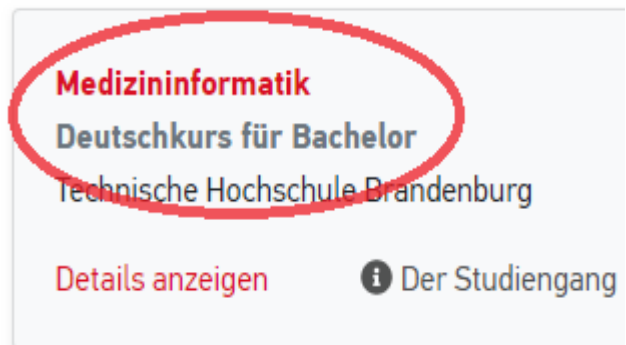 Medizininformatik
Deutschkurs für Bachelor
Technische Hochschule Brandenburg
Details anzeigen Der Studiengang